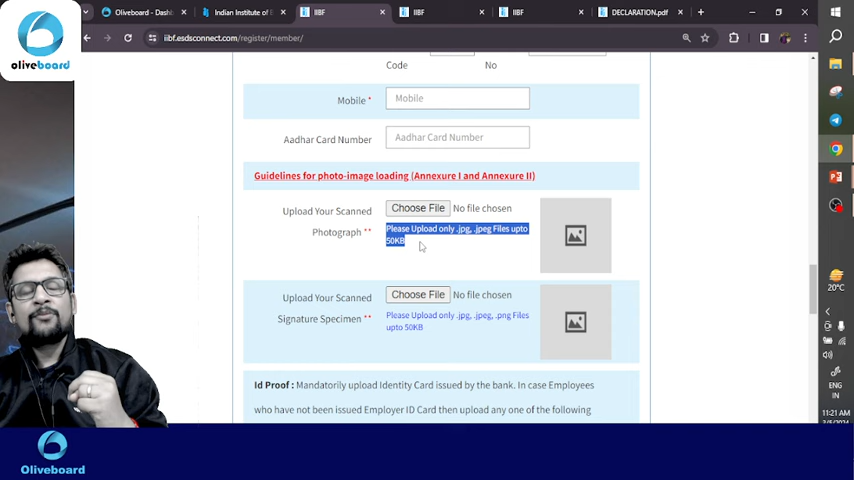 oliveboard
Oliveboard - Dashb
Indian Institute of
IIBF
IIBF
IIBF
DECLARATION.pdf
iibf.esdsconnect.com/register/member/
Code
No
Mobile *
Mobile
Aadhar Card Number
Aadhar Card Number
Guidelines for photo-image loading (Annexure I and Annexure II)
Upload Your Scanned
Photograph **
Choose File No file chosen
Please Upload only .jpg, .jpeg Files upto
50KB
Upload Your Scanned
Signature Specimen **
Choose File No file chosen
Please Upload only .jpg, .jpeg, .png Files
upto 50KB
Id Proof : Mandatorily upload Identity Card issued by the bank. In case Employees
who have not been issued Employer ID Card then upload any one of the following
20°C
ENG
IN
11:21 AM
3/5/2024
Oliveboard